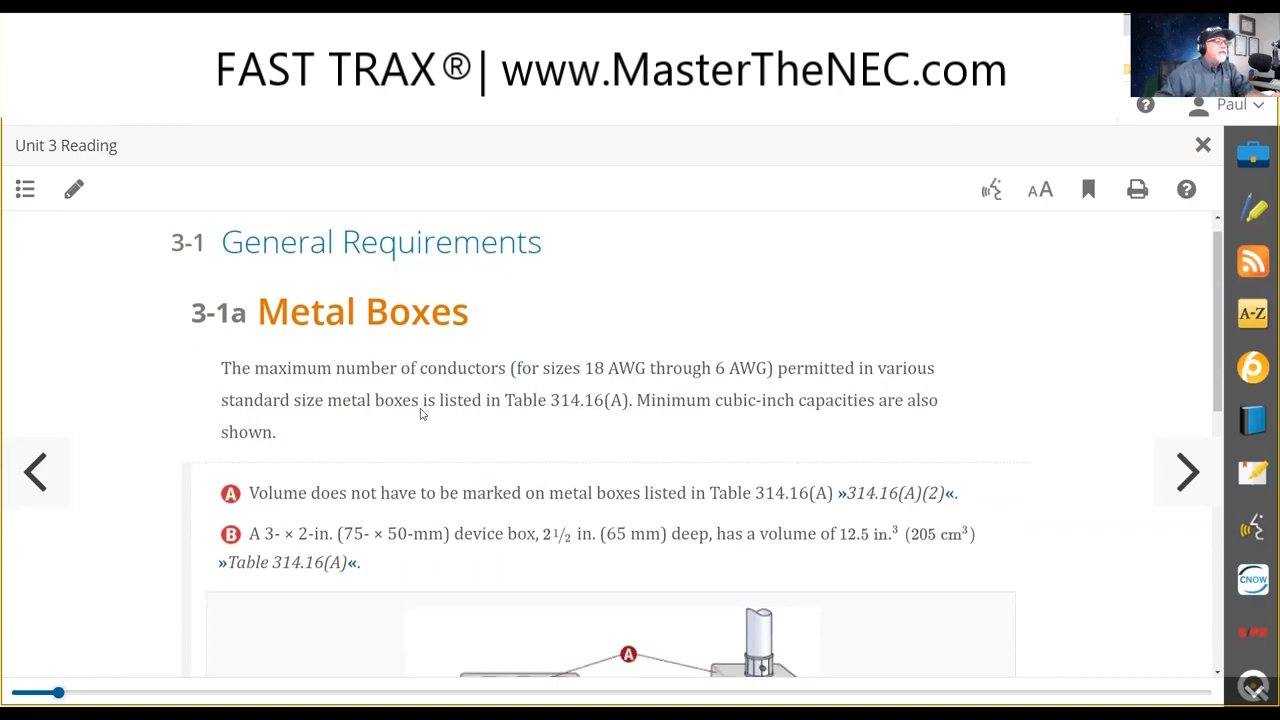 FAST TRAX® | www.MasterTheNEC.com
Paul
Unit 3 Reading
AA
3-1 General Requirements
3-1a Metal Boxes
The maximum number of conductors (for sizes 18 AWG through 6 AWG) permitted in various
standard size metal boxes is listed in Table 314.16(A). Minimum cubic-inch capacities are also
shown.
A Volume does not have to be marked on metal boxes listed in Table 314.16(A) »314.16(A)(2)«.
B A 3- × 2-in. (75- × 50-mm) device box, 2 1/2 in. (65 mm) deep, has a volume of 12.5 in.³ (205 cm³)
»Table 314.16(A)«.
A
A-Z
CNOW